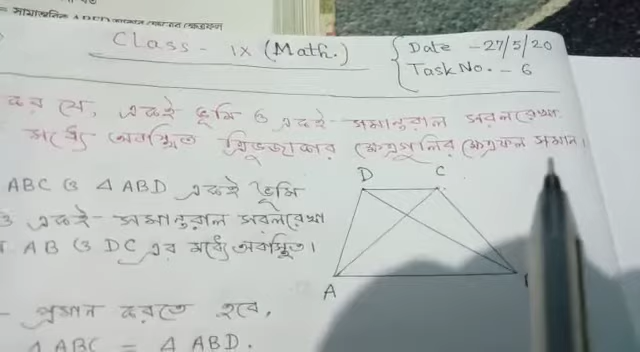 Class - IX (Math.)
Date - 27/5/20
Task No. - 6
কর যে, একই ভূমি ও একই সমান্তরাল সরলরেখা
মধ্যে অবস্থিত ত্রিভুজাকার ক্ষেত্রগুলির ক্ষেত্রফল সমান।
ABC ও Δ ABD একই ভূমি
ও একই সমান্তরাল সরলরেখা
AB ও DC এর মধ্যে অবস্থিত।
D C
A
- প্রমান করতে হবে,
Δ ABC = Δ ABD.